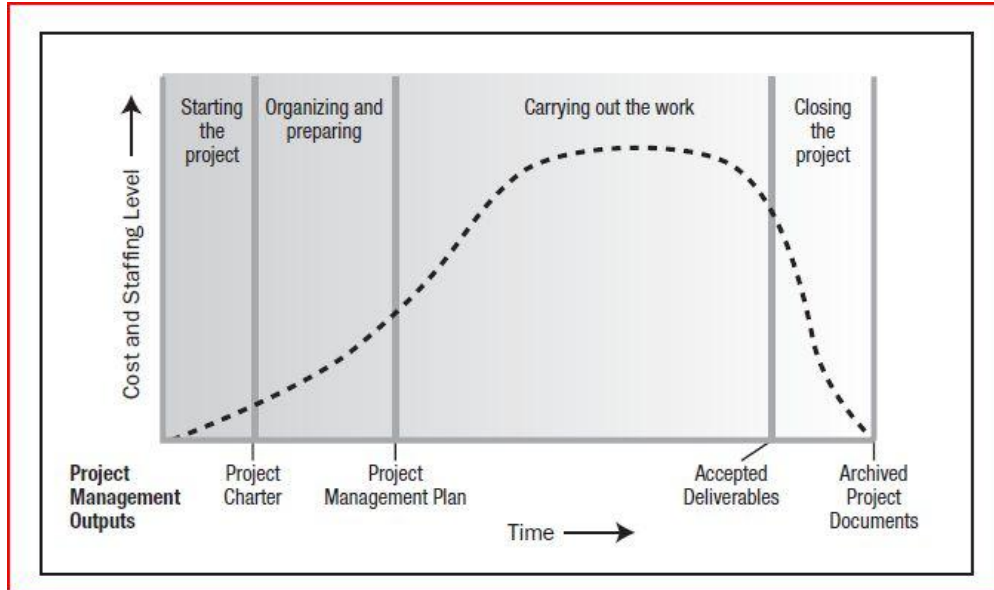 Starting
the
project
Organizing and
preparing
Carrying out the work
Closing
the
project
Cost and Staffing Level
Project
Management
Outputs
Project
Charter
Project
Management Plan
Accepted
Deliverables
Archived
Project
Documents
Time